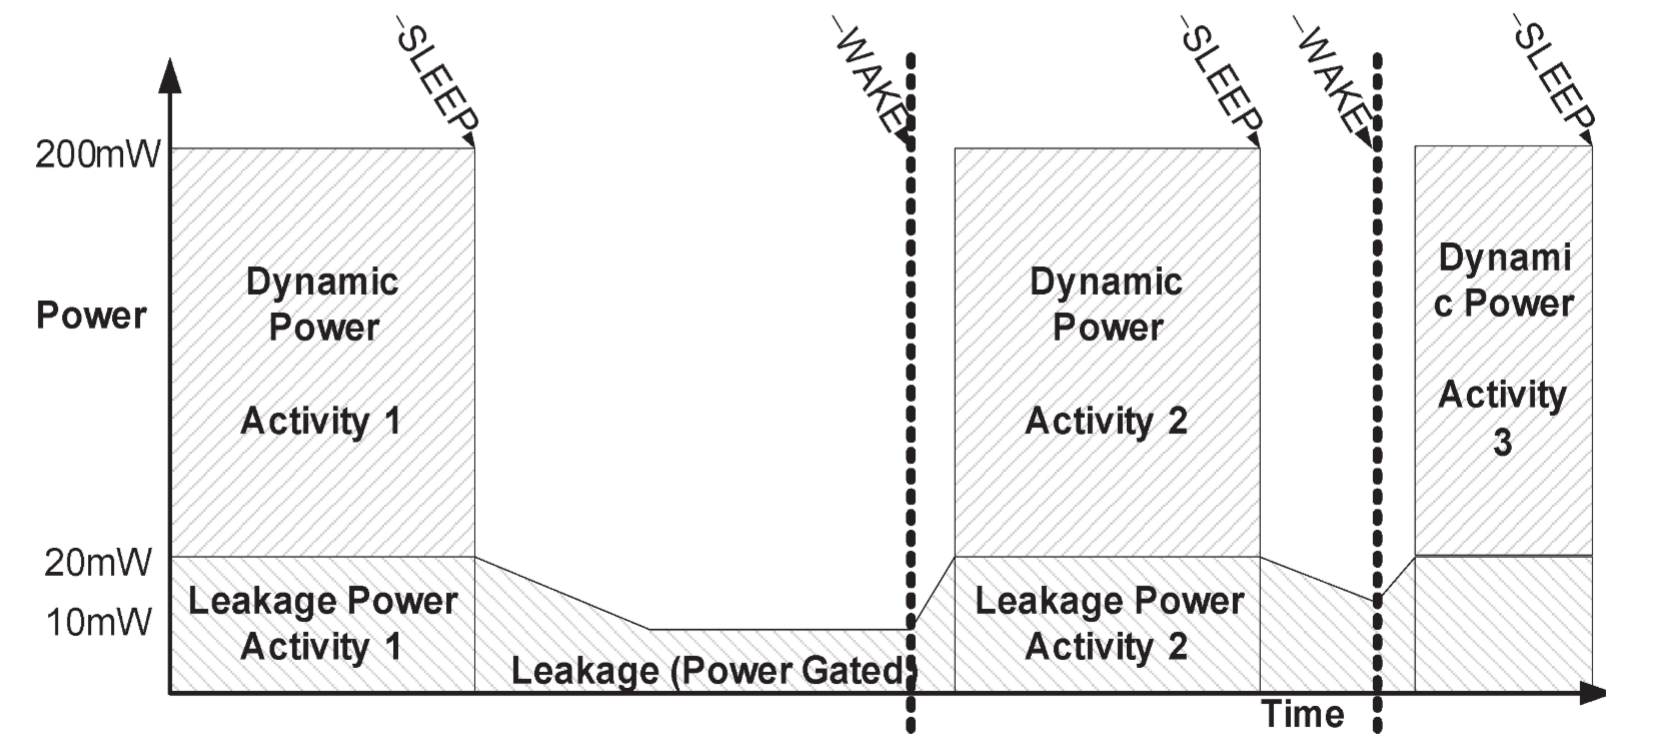 ~SLEEP
~WAKE
~SLEEP
~WAKE
~SLEEP
200mW
Power
20mW
10mW
Dynamic
Power
Activity 1
Leakage Power
Activity 1
Leakage (Power Gated)
Dynamic
Power
Activity 2
Leakage Power
Activity 2
Dynami
c Power
Activity
3
Time